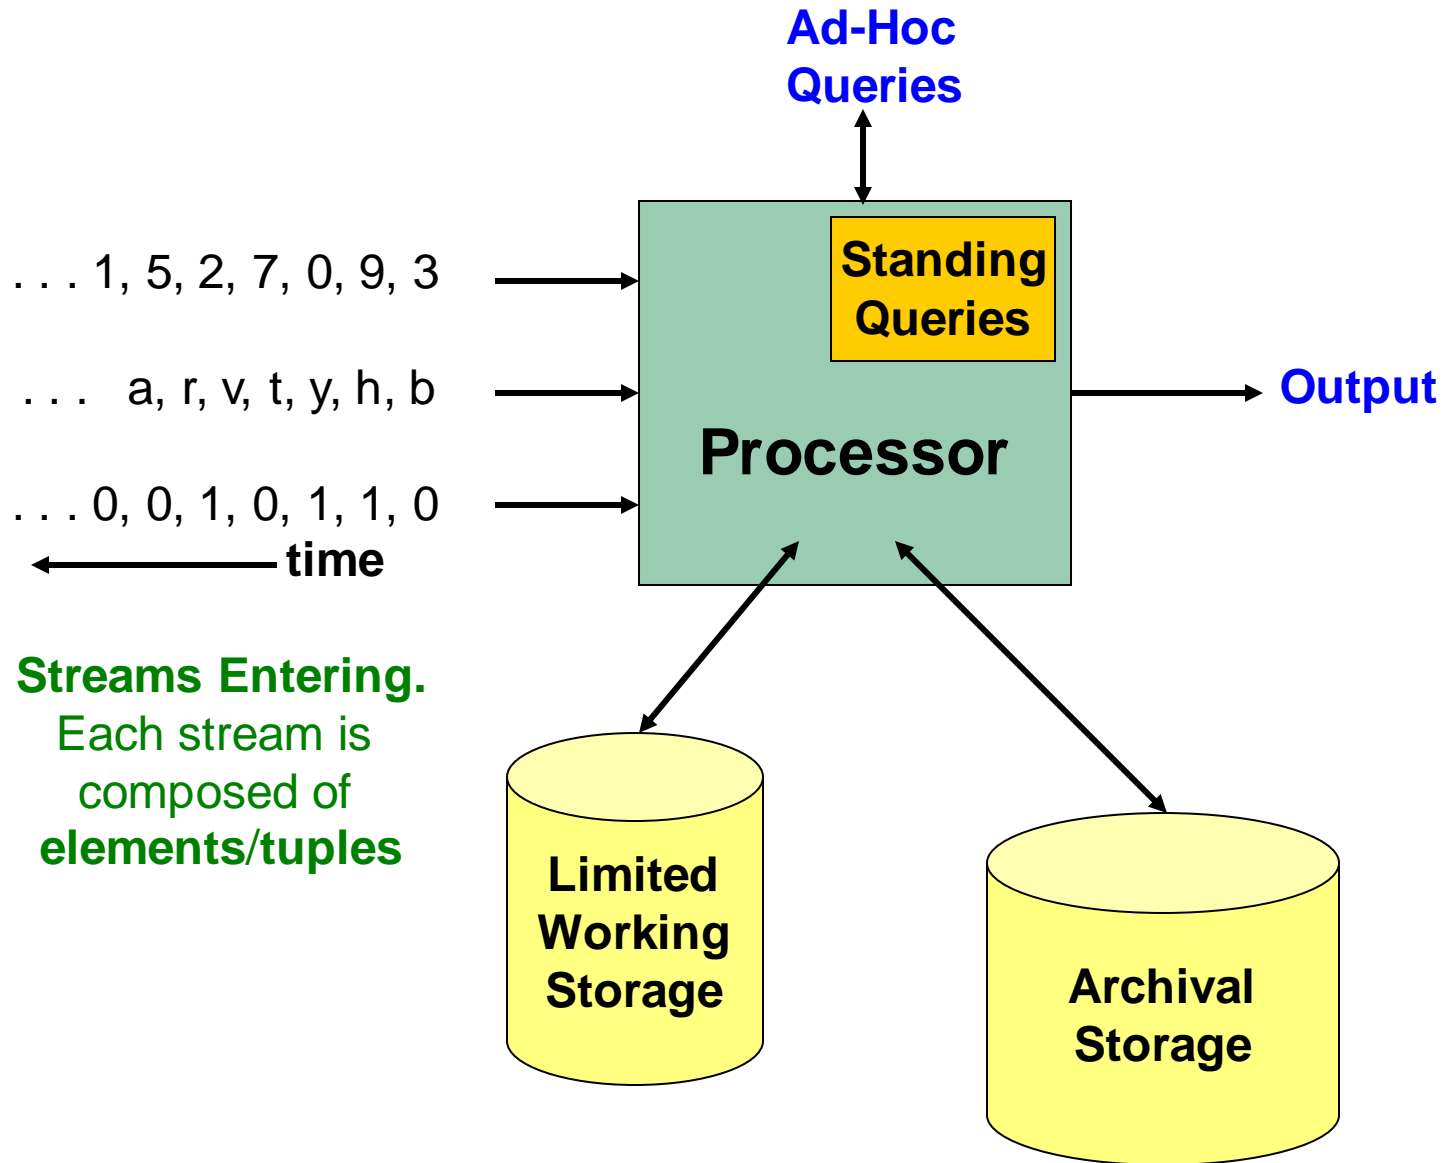 Ad-Hoc
Queries
Standing
Queries
. . . 1, 5, 2, 7, 0, 9, 3
. . . a, r, v, t, y, h, b
Output
Processor
. . . 0, 0, 1, 0, 1, 1, 0
time
Streams Entering.
Each stream is
composed of
elements/tuples
Limited
Working
Storage
Archival
Storage